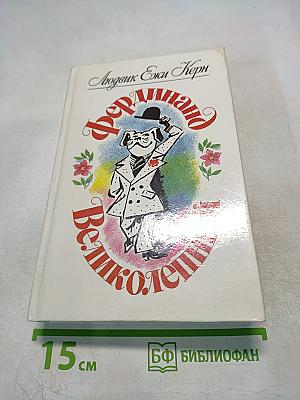 Людвик Ежи Керн
Фердинанд
Великолепный
15 см
БФ БИБЛИОФАН